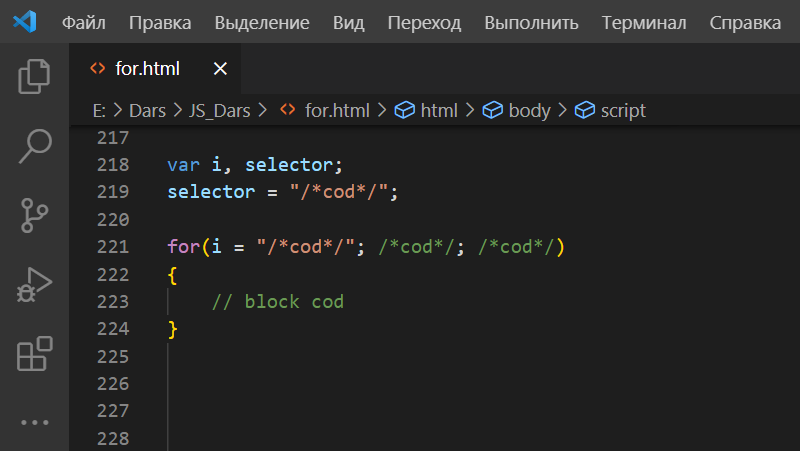 Файл Правка Выделение Вид Переход Выполнить Терминал Справка
for.html
E: > Dars > JS_Dars > for.html > html > body > script
217
218 var i, selector;
219 selector = "/*cod*/";
220
221 for(i = "/*cod*/"; /*cod*/; /*cod*/)
222 {
223 // block cod
224 }
225
226
227
228